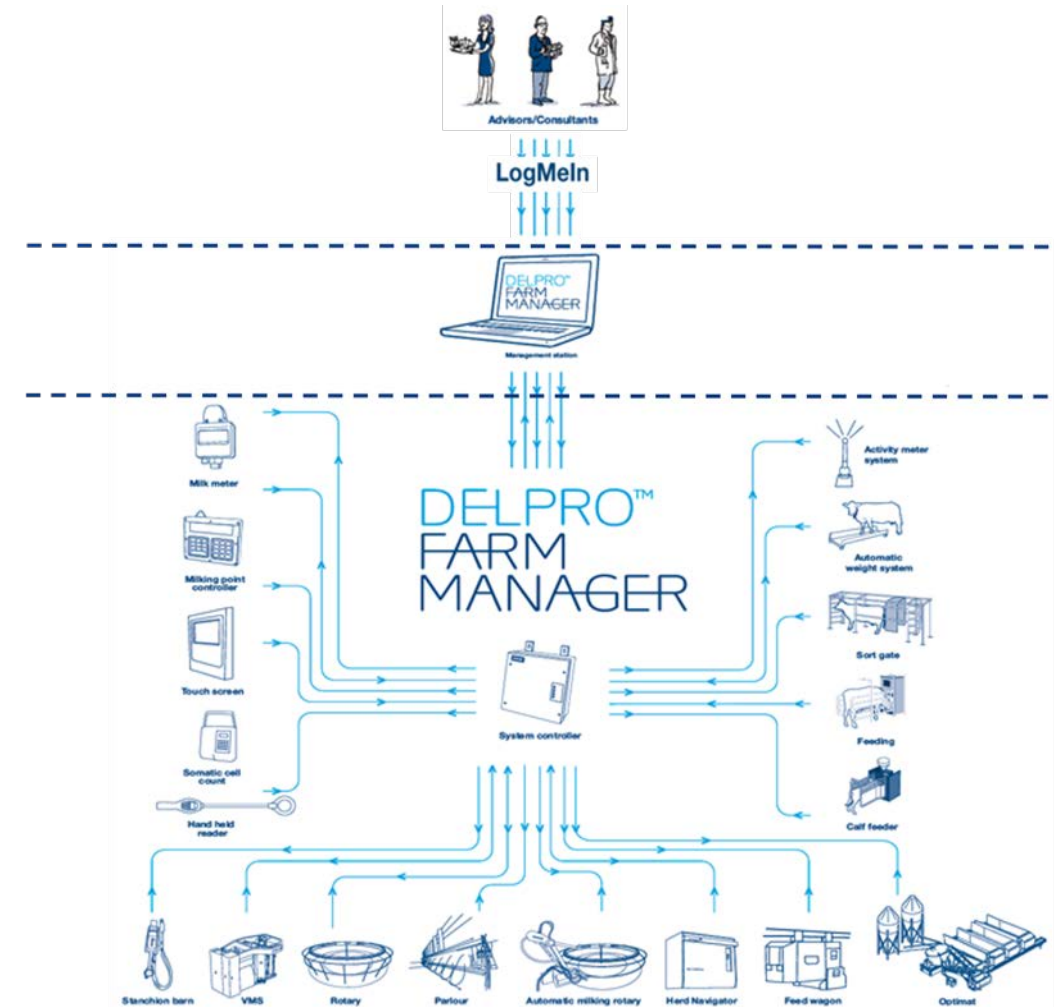 Advisors/Consultants
LogMeIn
DELPRO™
FARM
MANAGER
Management station
Milk meter
Milking point
controller
Touch screen
Somatic cell
count
Hand held
reader
DELPRO™
FARM
MANAGER
System controller
Activity meter
system
Automatic
weight system
Sort gate
Feeding
Calf feeder
Stanchion barn
VMS
Rotary
Parlour
Automatic milking rotary
Herd Navigator
Feed wagon
Optimat